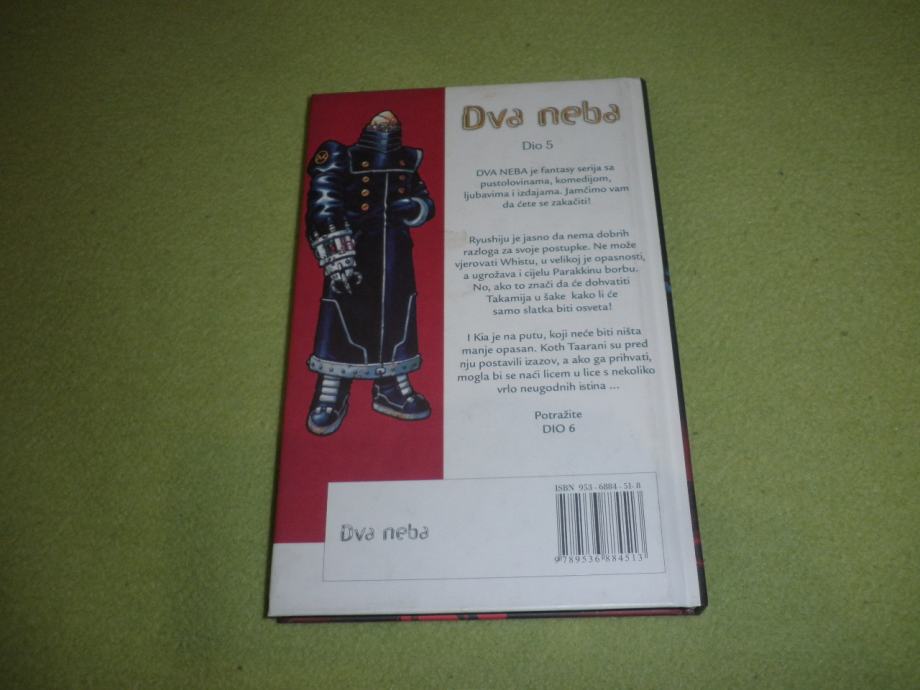 Dva neba
Dio 5
DVA NEBA je fantasy serija sa
pustolovinama, komedijom,
ljubavima i izdajama. Jamčimo vam
da ćete se zakačiti!
Ryushiju je jasno da nema dobrih
razloga za svoje postupke. Ne može
vjerovati Whistu, u velikoj je opasnosti,
a ugrožava i cijelu Parakkinu borbu.
No, ako to znači da će dohvatiti
Takamija u šake kako li će
samo slatka biti osveta!
I Kia je na putu, koji neće biti ništa
manje opasan. Koth Taarani su pred
nju postavili izazov, a ako ga prihvati,
mogla bi se naći licem u lice s nekoliko
vrlo neugodnih istina ...
Potražite
DIO 6
ISBN 953-6884-51-8
Dva neba
9 789536 884513